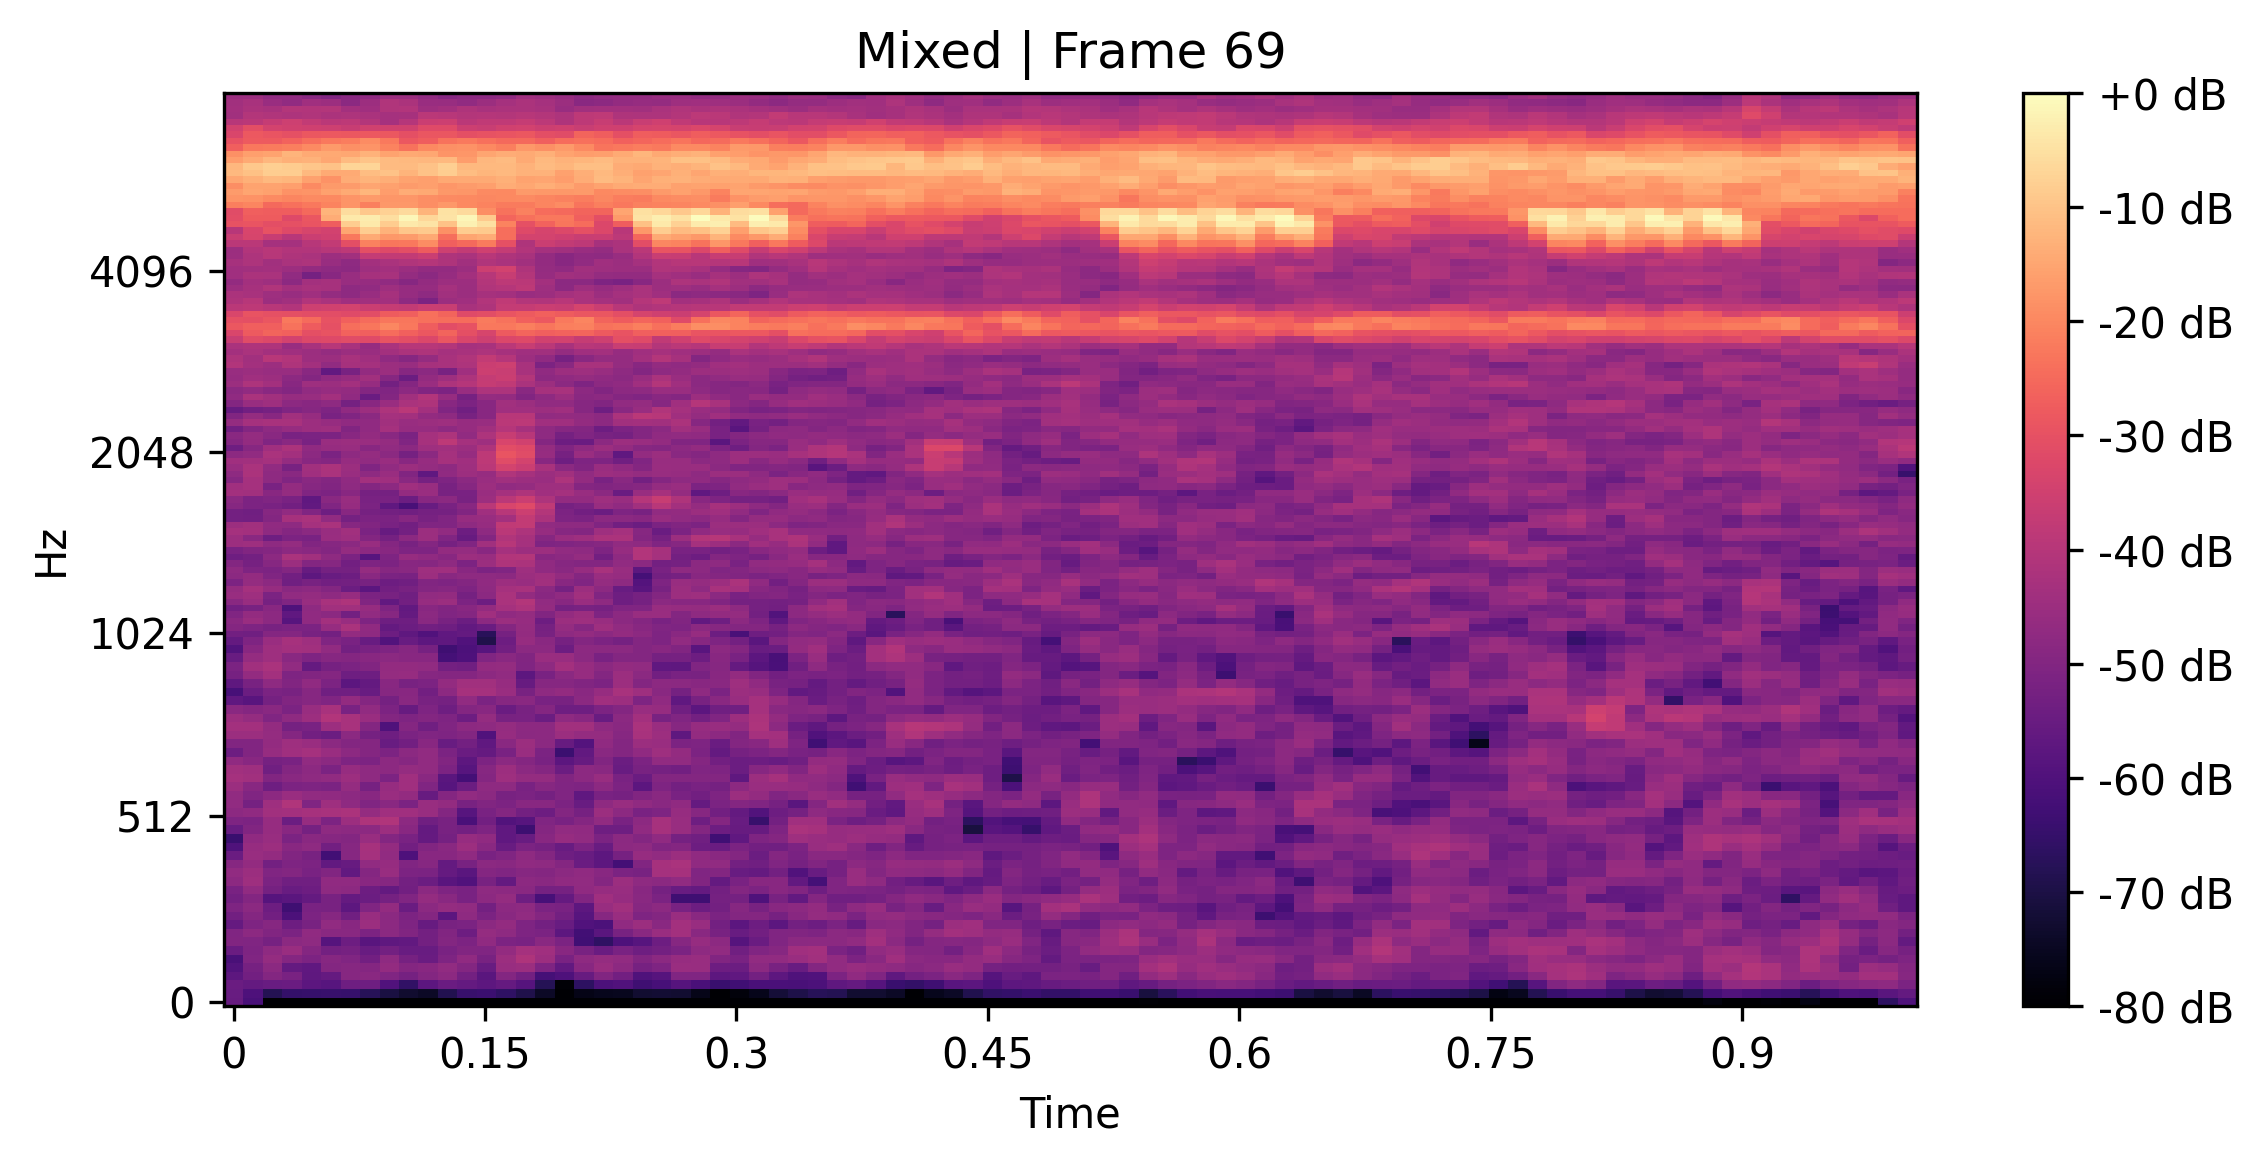 Mixed | Frame 69
Hz
4096
2048
1024
512
0
0 0.15 0.3 0.45 0.6 0.75 0.9
Time
+0 dB
-10 dB
-20 dB
-30 dB
-40 dB
-50 dB
-60 dB
-70 dB
-80 dB